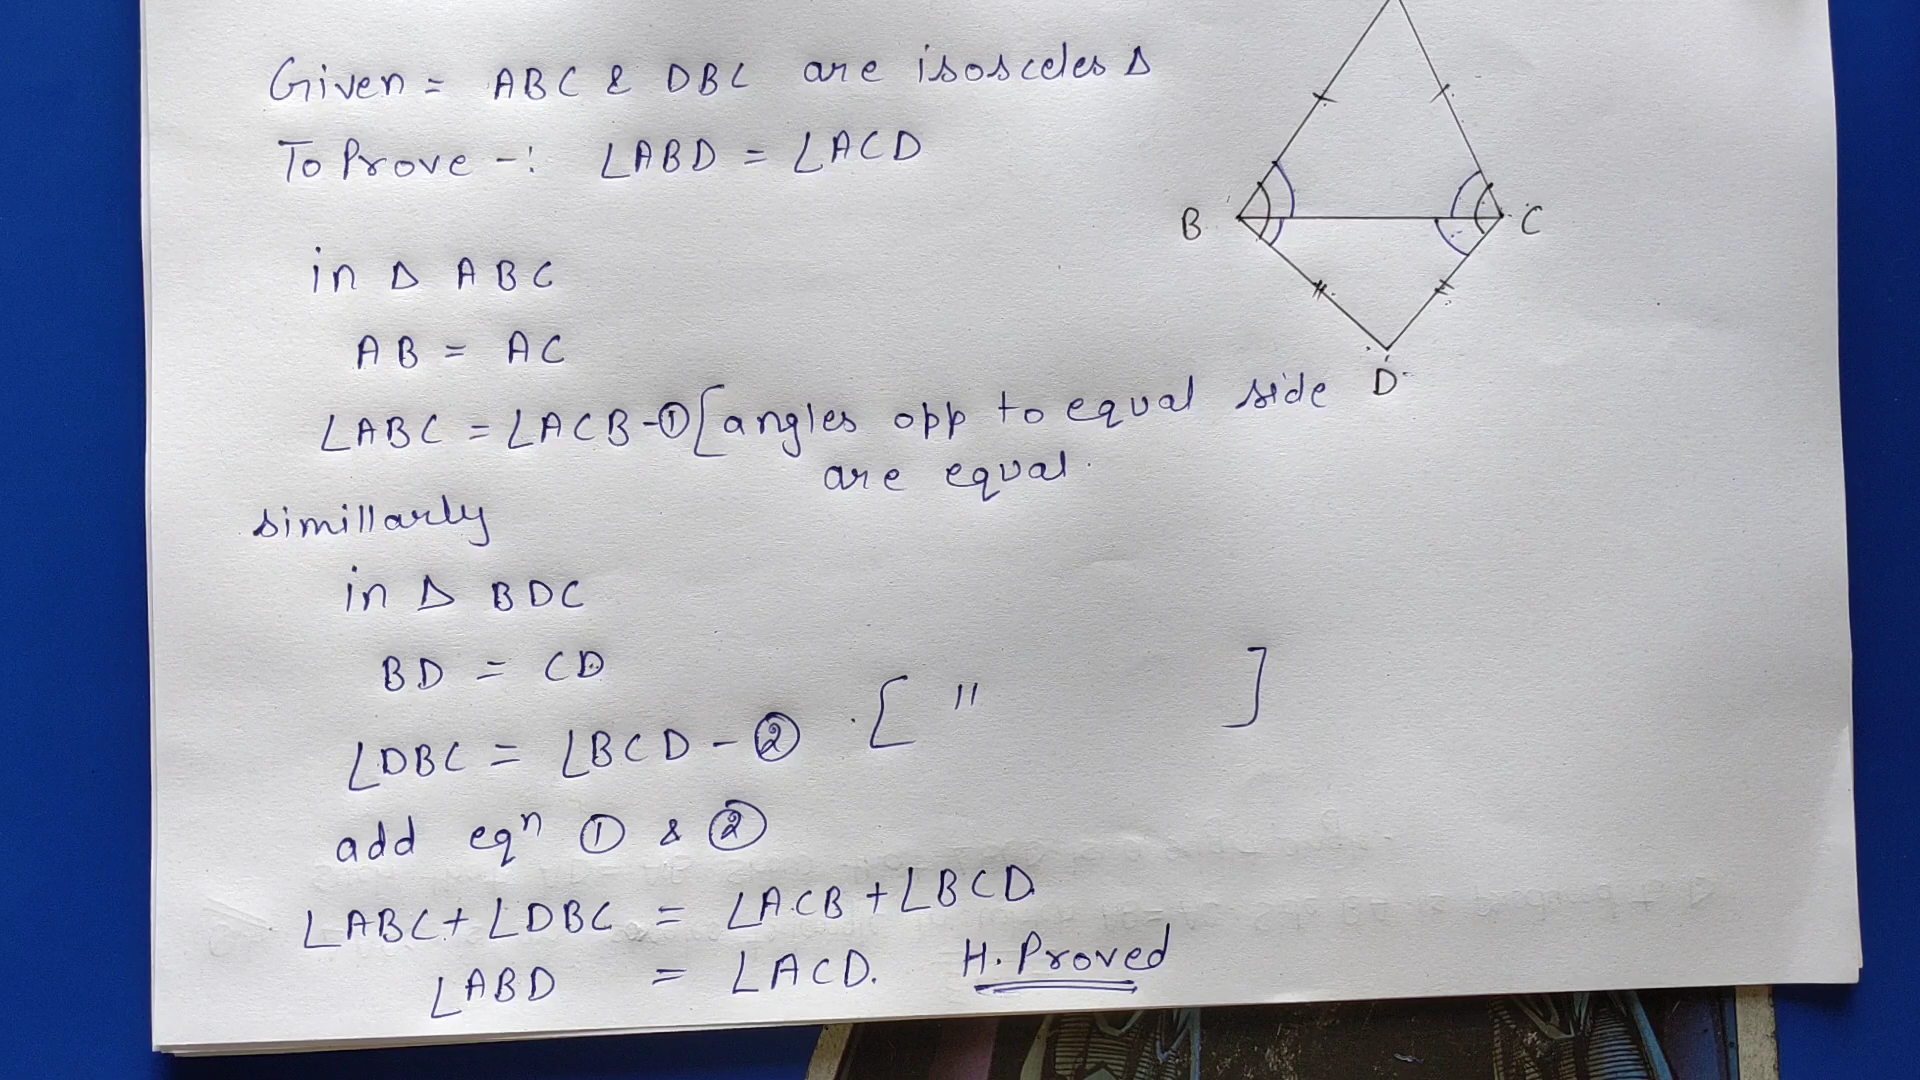 Given = ABC & DBC are isosceles Δ
To Prove -: ∠ABD = ∠ACD
B
C
in Δ ABC
AB = AC
D
∠ABC = ∠ACB-① [angles opp to equal side
are equal.
simillarly
in Δ BDC
BD = CD
∠DBC = ∠BCD - ② [ " ]
add eqⁿ ① & ②
∠ABC + ∠DBC = ∠ACB + ∠BCD
∠ABD = ∠ACD. H. Proved